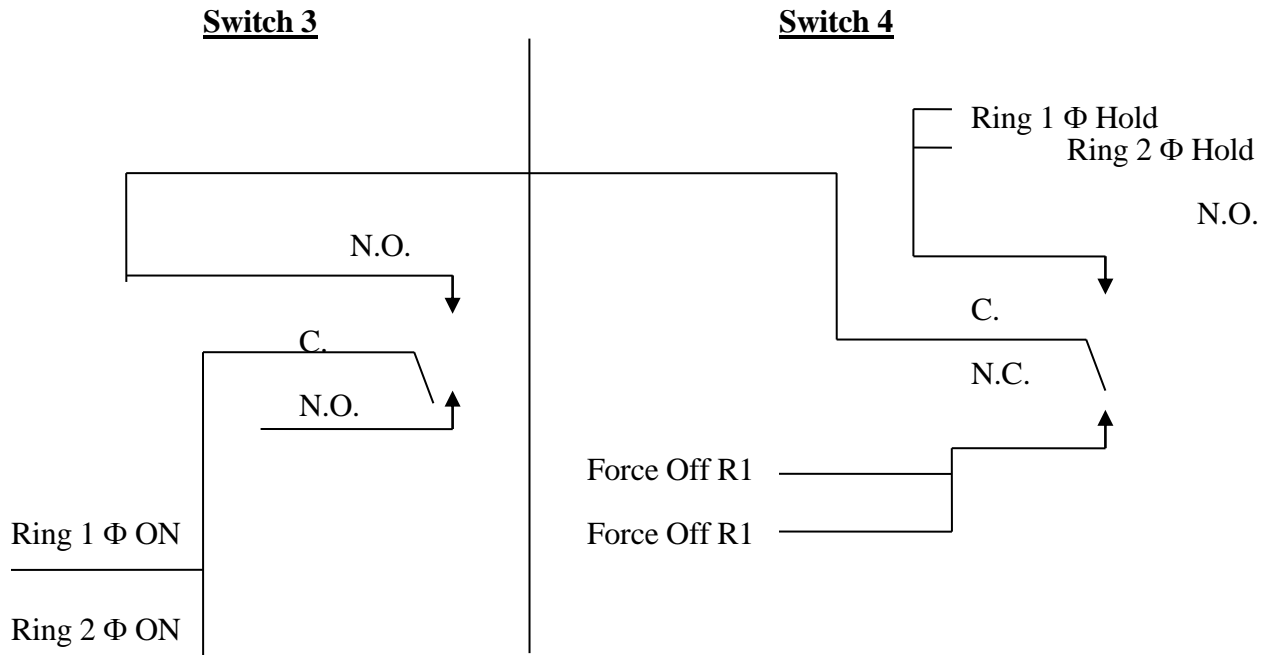 Switch 3
Switch 4
Ring 1 Φ Hold
Ring 2 Φ Hold
N.O.
N.O.
C.
C.
N.C.
N.O.
Force Off R1
Ring 1 Φ ON
Force Off R1
Ring 2 Φ ON